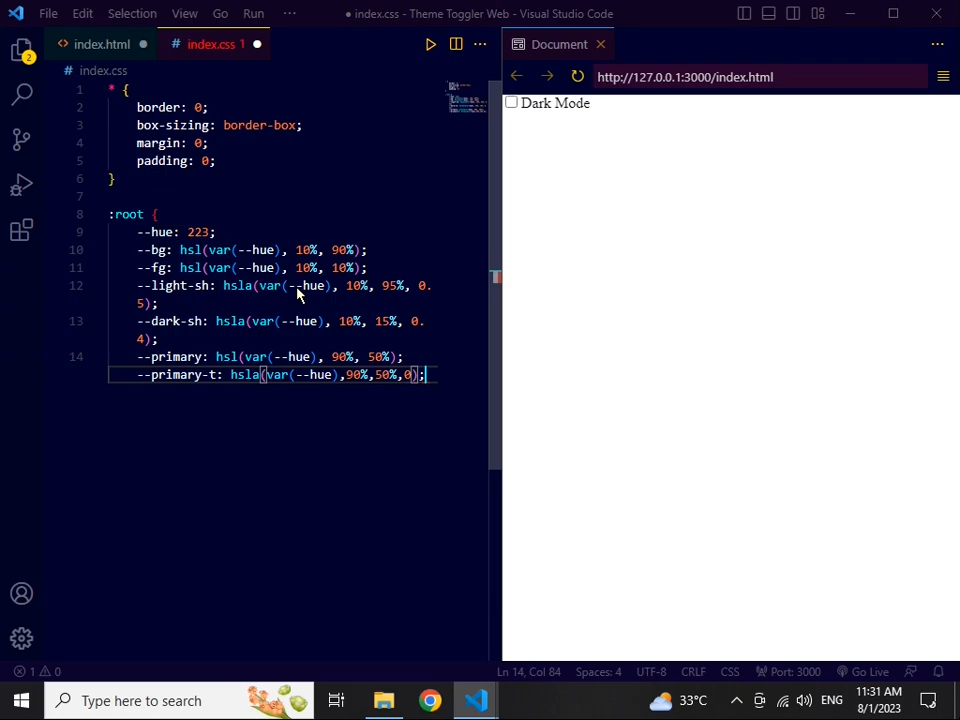 File Edit Selection View Go Run ··· ● index.css - Theme Toggler Web - Visual Studio Code
<> index.html ● # index.css 1 ● Document ×
2
# index.css
http://127.0.0.1:3000/index.html
1 * {
2 border: 0;
3 box-sizing: border-box;
4 margin: 0;
5 padding: 0;
6 }
7
8 :root {
9 --hue: 223;
10 --bg: hsl(var(--hue), 10%, 90%);
11 --fg: hsl(var(--hue), 10%, 10%);
12 --light-sh: hsla(var(--hue), 10%, 95%, 0.
5);
13 --dark-sh: hsla(var(--hue), 10%, 15%, 0.
4);
14 --primary: hsl(var(--hue), 90%, 50%);
--primary-t: hsla(var(--hue),90%,50%,0);
Dark Mode
1 0 Ln 14, Col 84 Spaces: 4 UTF-8 CRLF CSS Port: 3000 Go Live
Type here to search 33°C ENG 11:31 AM
8/1/2023